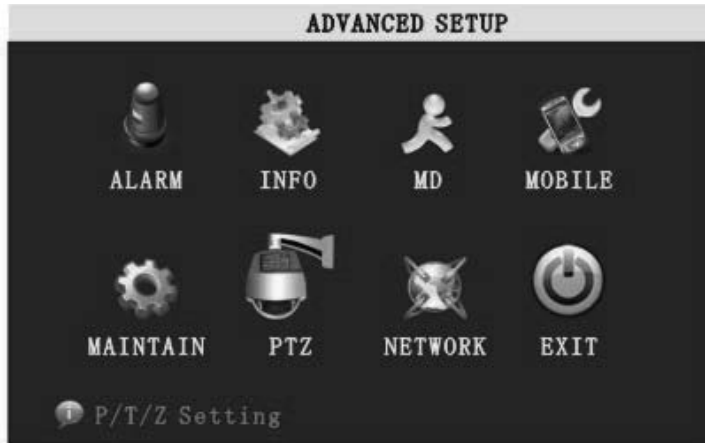 ADVANCED SETUP
ALARM INFO MD MOBILE
MAINTAIN PTZ NETWORK EXIT
P/T/Z Setting